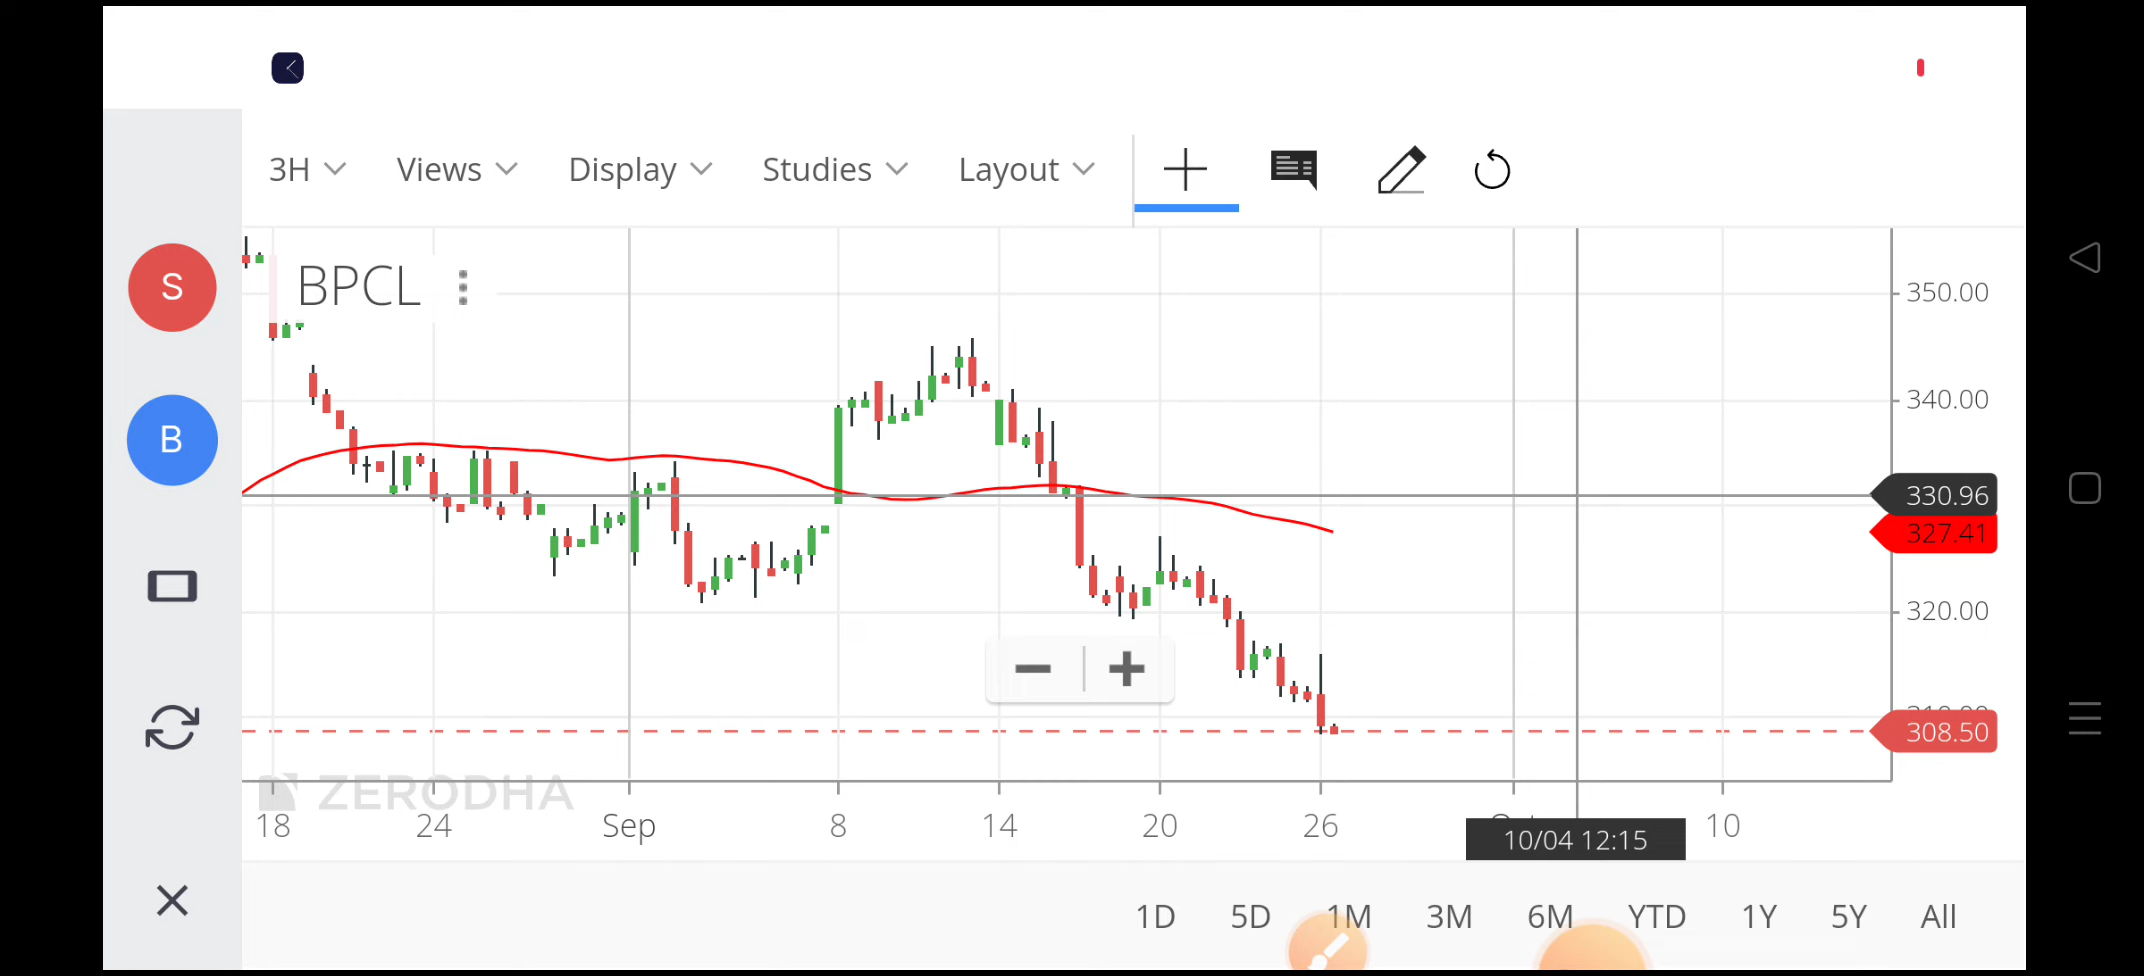 3H Views Display Studies Layout
S
BPCL
B
350.00
340.00
330.96
327.41
320.00
308.50
ZERODHA
18 24 Sep 8 14 20 26 10
10/04 12:15
1D 5D 1M 3M 6M YTD 1Y 5Y All